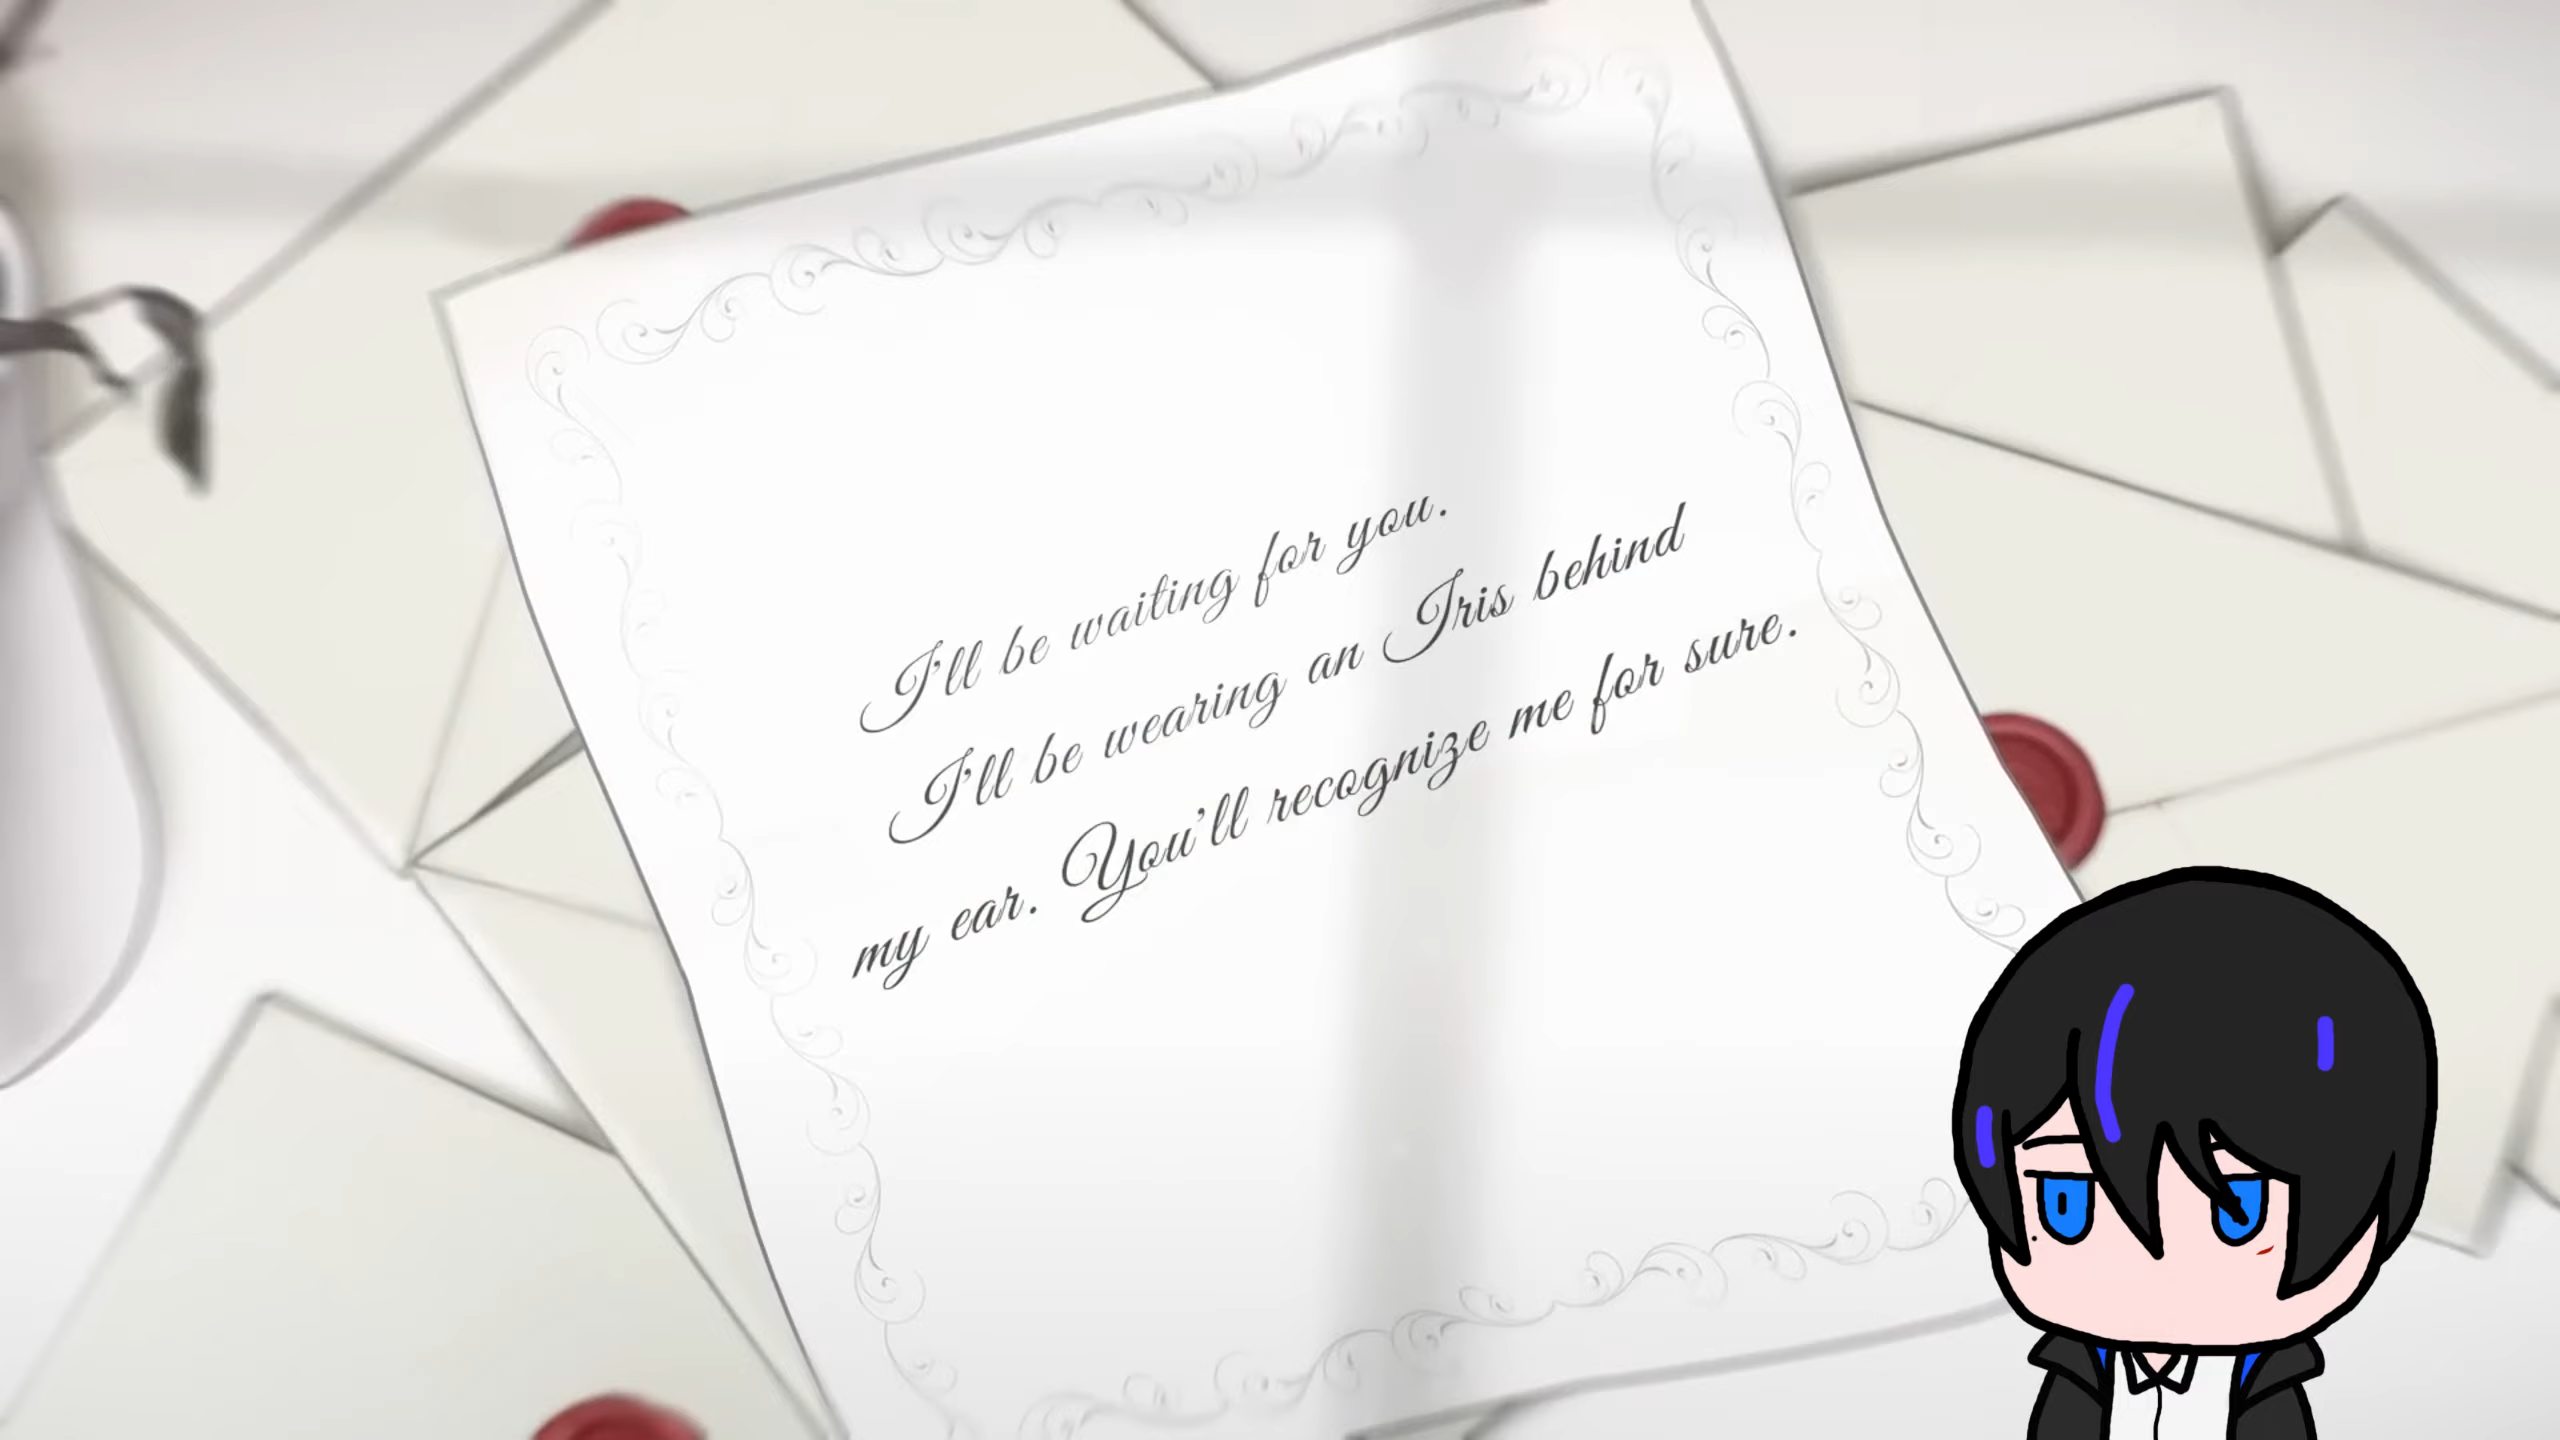 I'll be waiting for you.
I'll be wearing an Iris behind
my ear. You'll recognize me for sure.